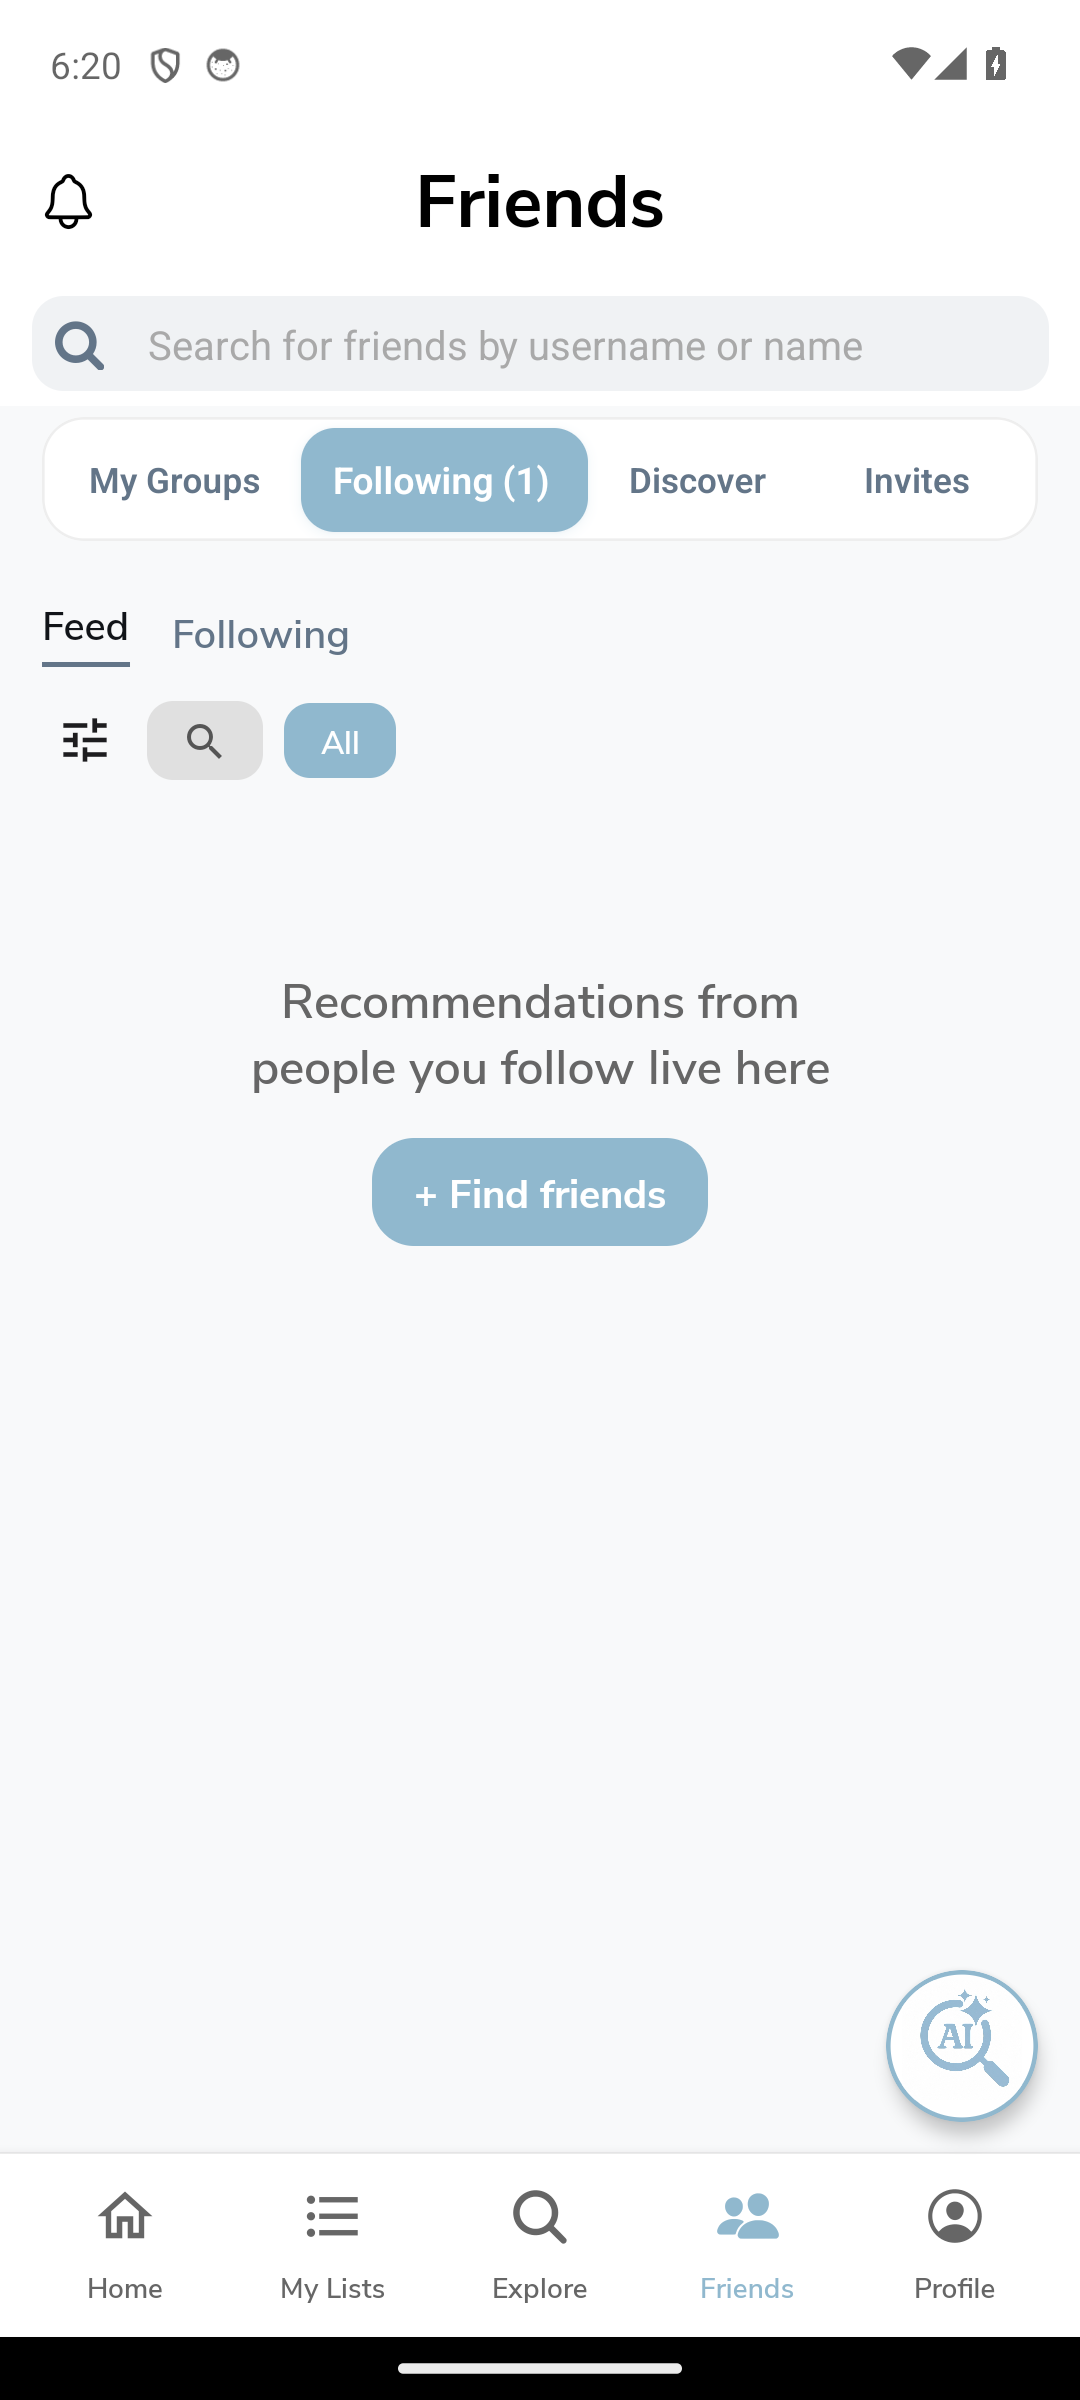 6:20
Friends
Search for friends by username or name
My Groups
Following (1)
Discover
Invites
Feed
Following
All
Recommendations from
people you follow live here
+ Find friends
AI
Home
My Lists
Explore
Friends
Profile